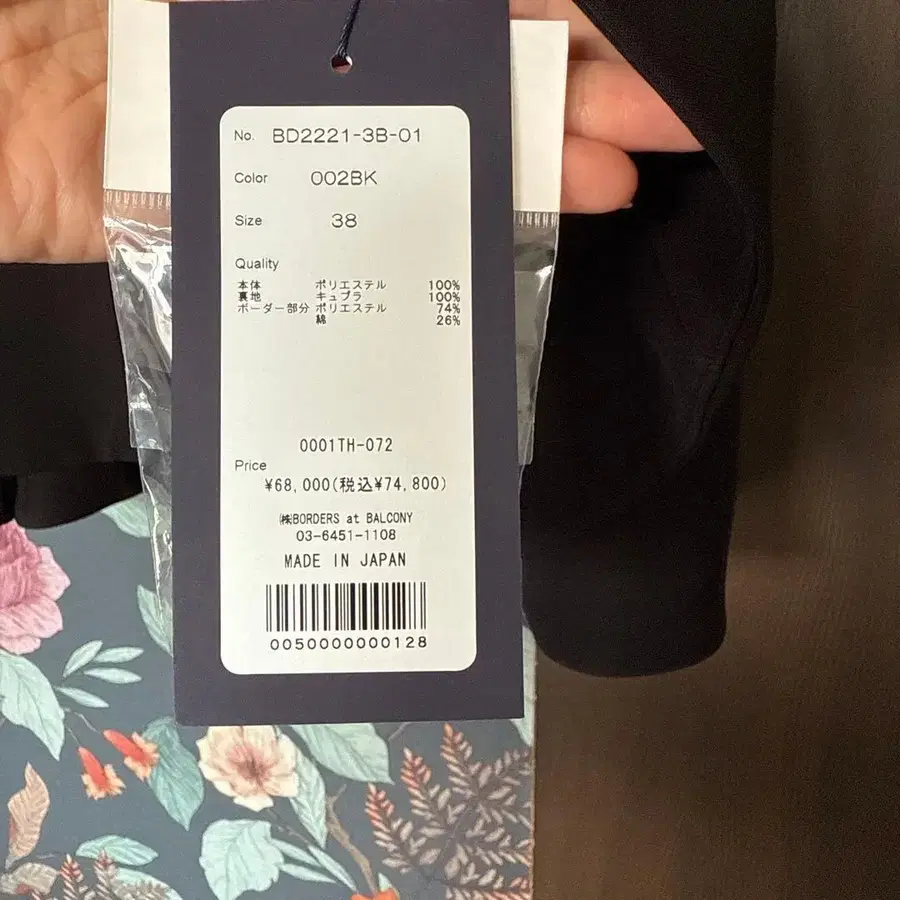 No. BD2221-3B-01
Color 002BK
Size 38
Quality
本体 ポリエステル 100%
裏地 キュプラ 100%
ボーダー部分 ポリエステル 74%
綿 26%
0001TH-072
Price
¥68,000(税込¥74,800)
㈱BORDERS at BALCONY
03-6451-1108
MADE IN JAPAN
0050000000128